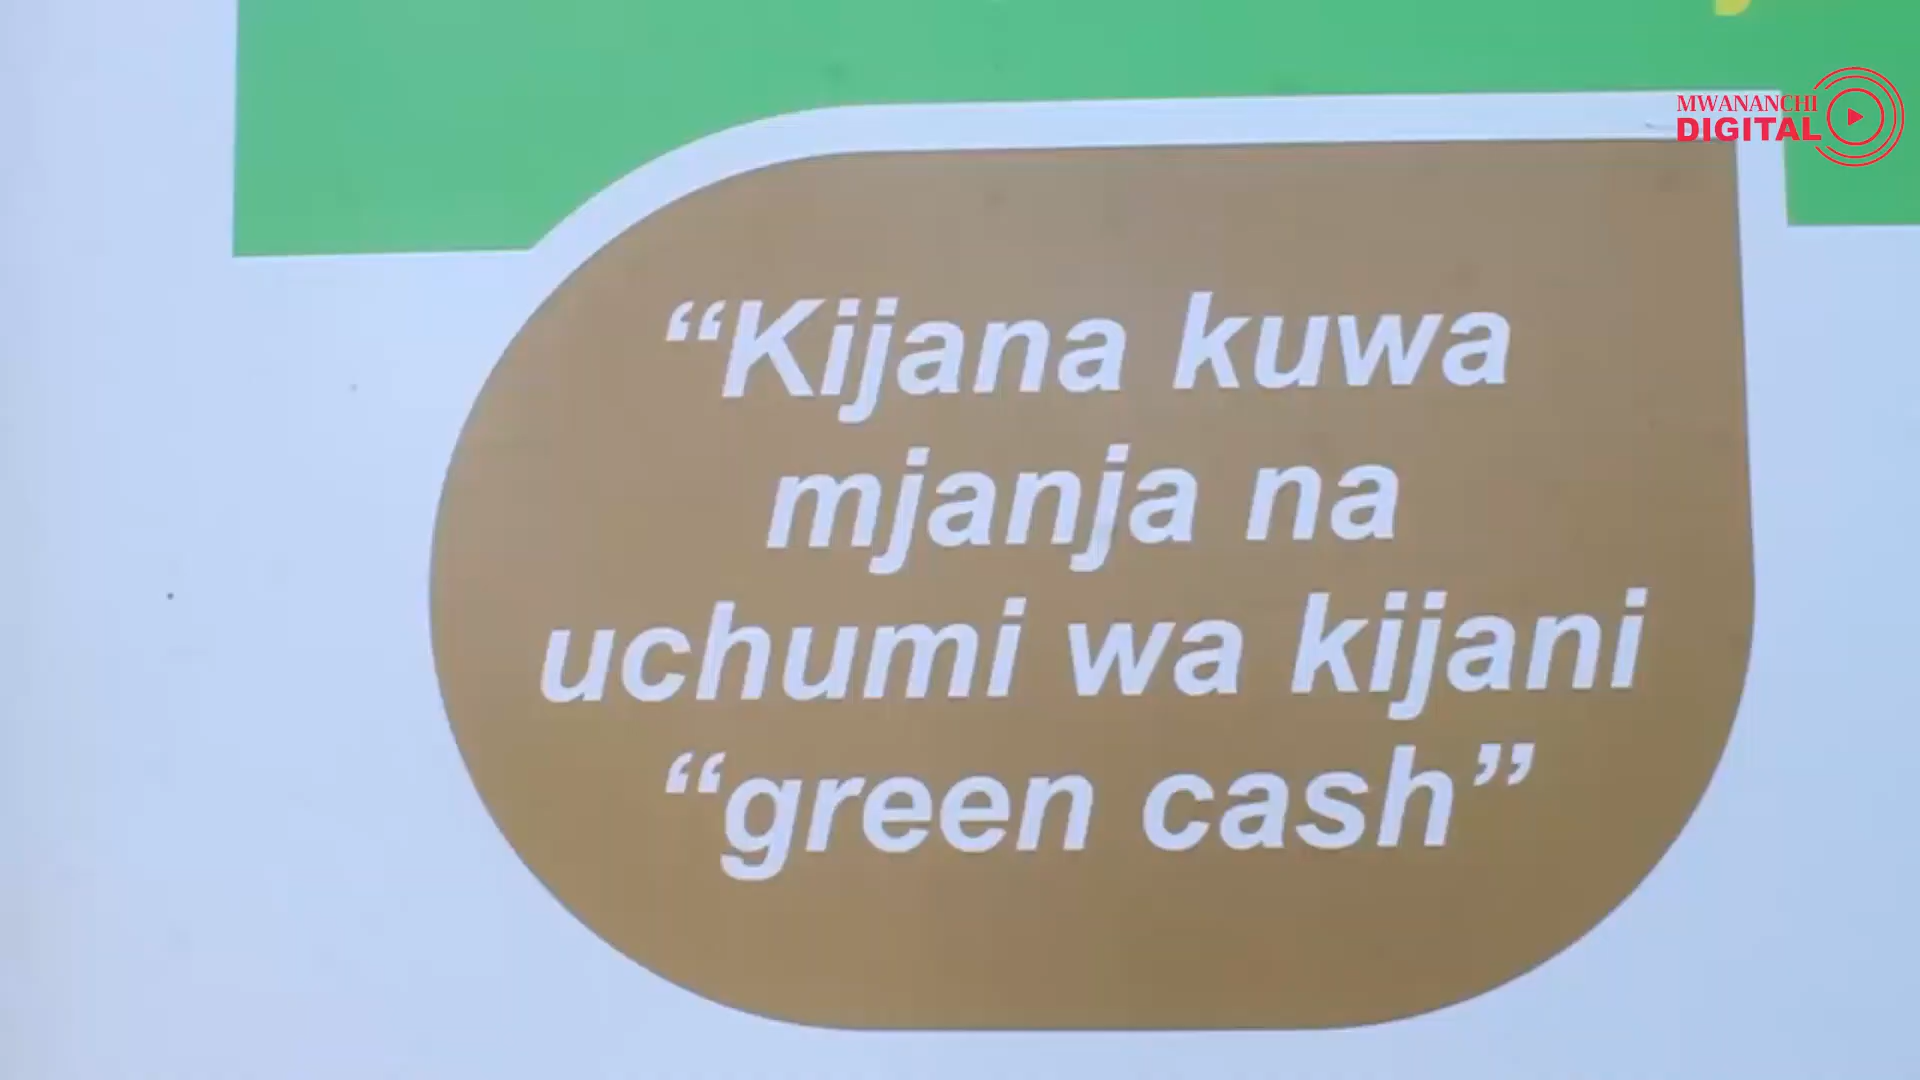 MWANANCHI
DIGITAL
“Kijana kuwa
mjanja na
uchumi wa kijani
“green cash”